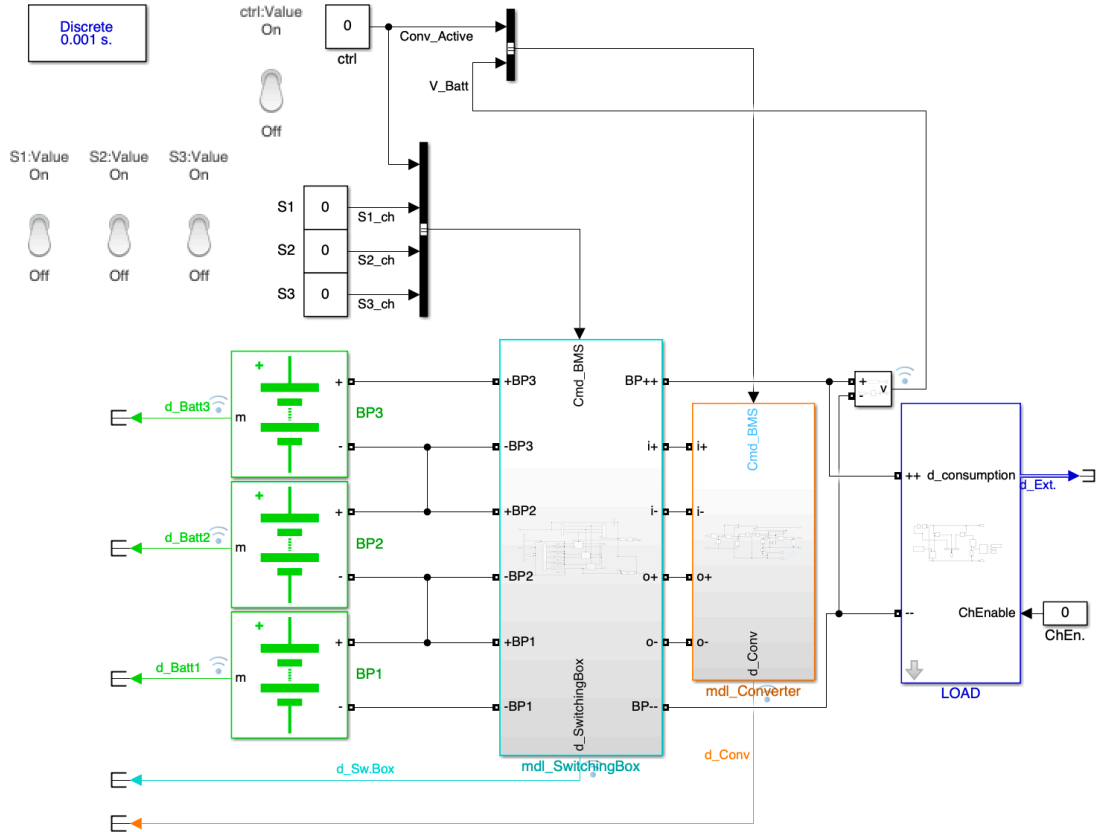 Discrete
0.001 s.
ctrl:Value
On
Off
0
ctrl
Conv_Active
V_Batt
S1:Value
On
Off
S2:Value
On
Off
S3:Value
On
Off
S1
0
S1_ch
S2
0
S2_ch
S3
0
S3_ch
d_Batt3
m
+
+
-
BP3
d_Batt2
m
+
+
-
BP2
d_Batt1
m
+
+
-
BP1
Cmd_BMS
+BP3
-BP3
+BP2
-BP2
+BP1
-BP1
BP++
i+
i-
o+
o-
BP--
d_SwitchingBox
mdl_SwitchingBox
Cmd_BMS
i+
i-
o+
o-
d_Conv
mdl_Converter
+
-
v
++
d_consumption
d_Ext.
--
ChEnable
0
ChEn.
LOAD
d_Sw.Box
d_Conv